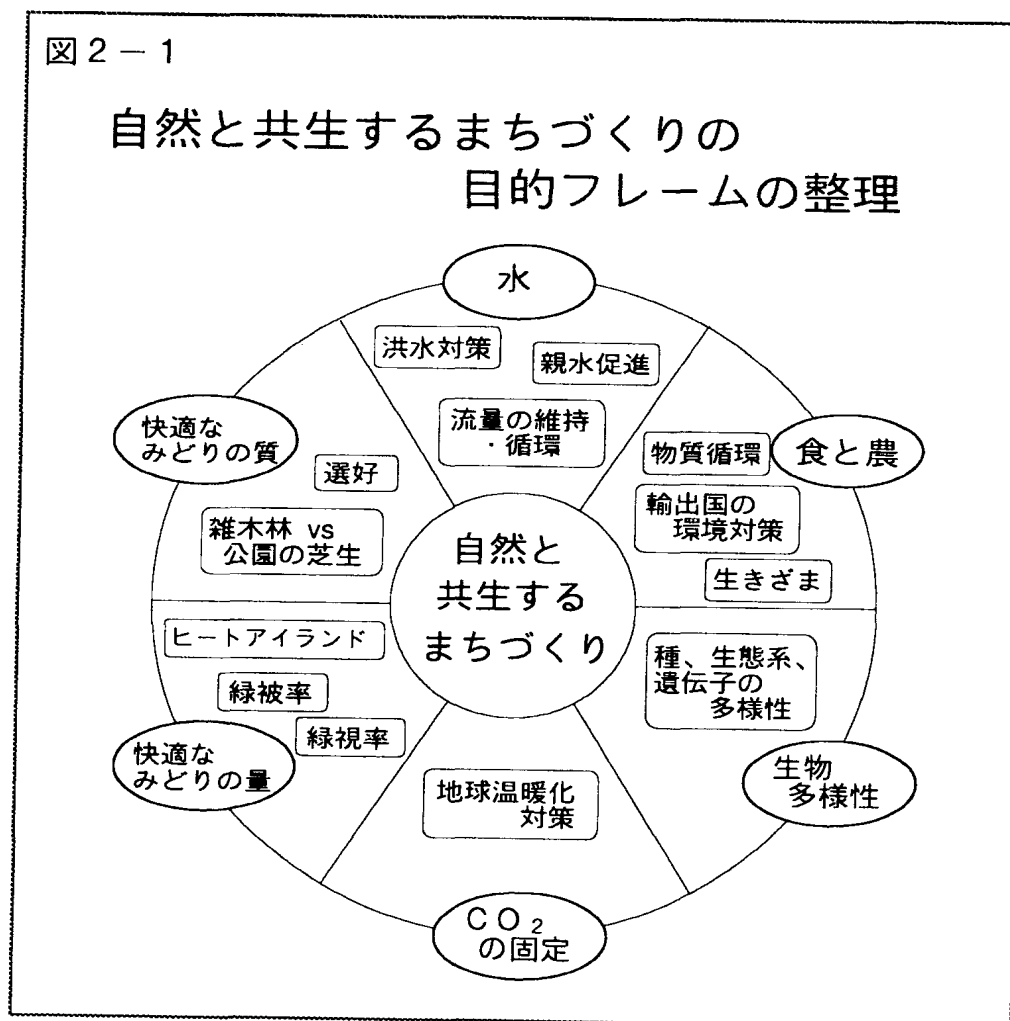 図2－1
自然と共生するまちづくりの
目的フレームの整理
水
洪水対策
親水促進
流量の維持
・循環
食と農
物質循環
輸出国の
環境対策
生きざま
生物
多様性
種、生態系、
遺伝子の
多様性
CO₂
の固定
地球温暖化
対策
快適な
みどりの量
ヒートアイランド
緑被率
緑視率
快適な
みどりの質
選好
雑木林 vs
公園の芝生
自然と
共生する
まちづくり